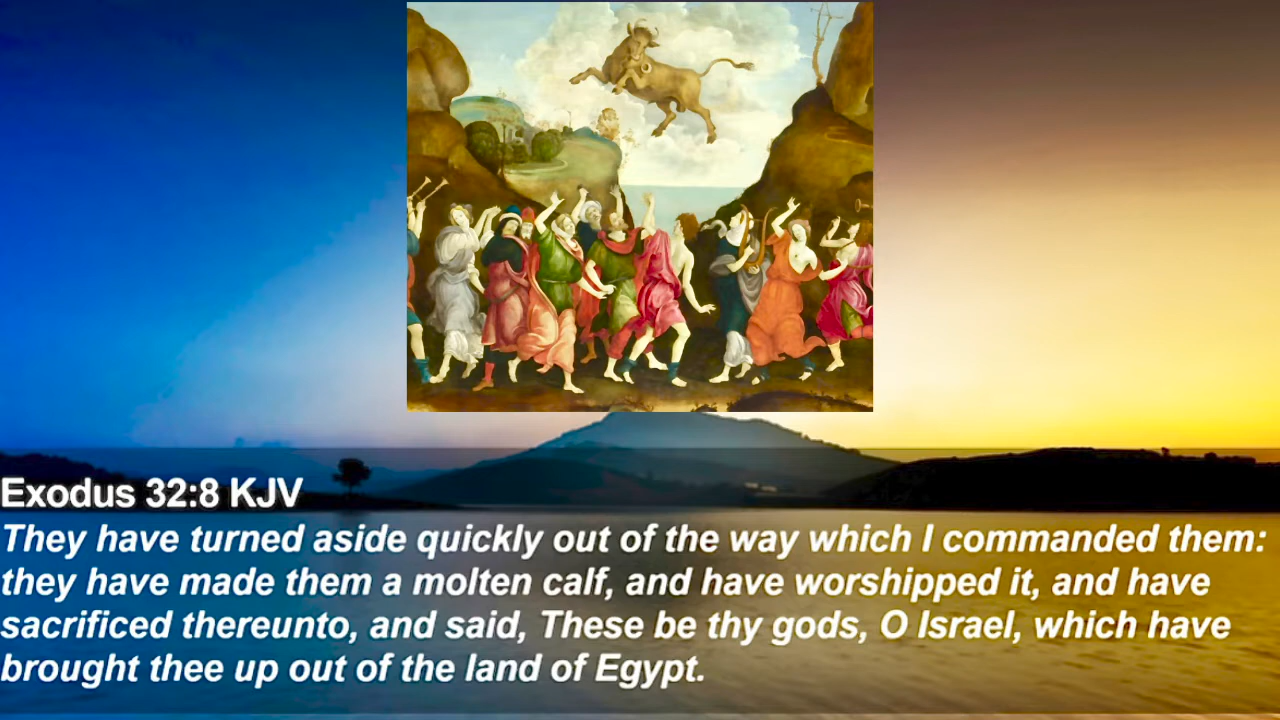 Exodus 32:8 KJV
They have turned aside quickly out of the way which I commanded them:
they have made them a molten calf, and have worshipped it, and have
sacrificed thereunto, and said, These be thy gods, O Israel, which have
brought thee up out of the land of Egypt.